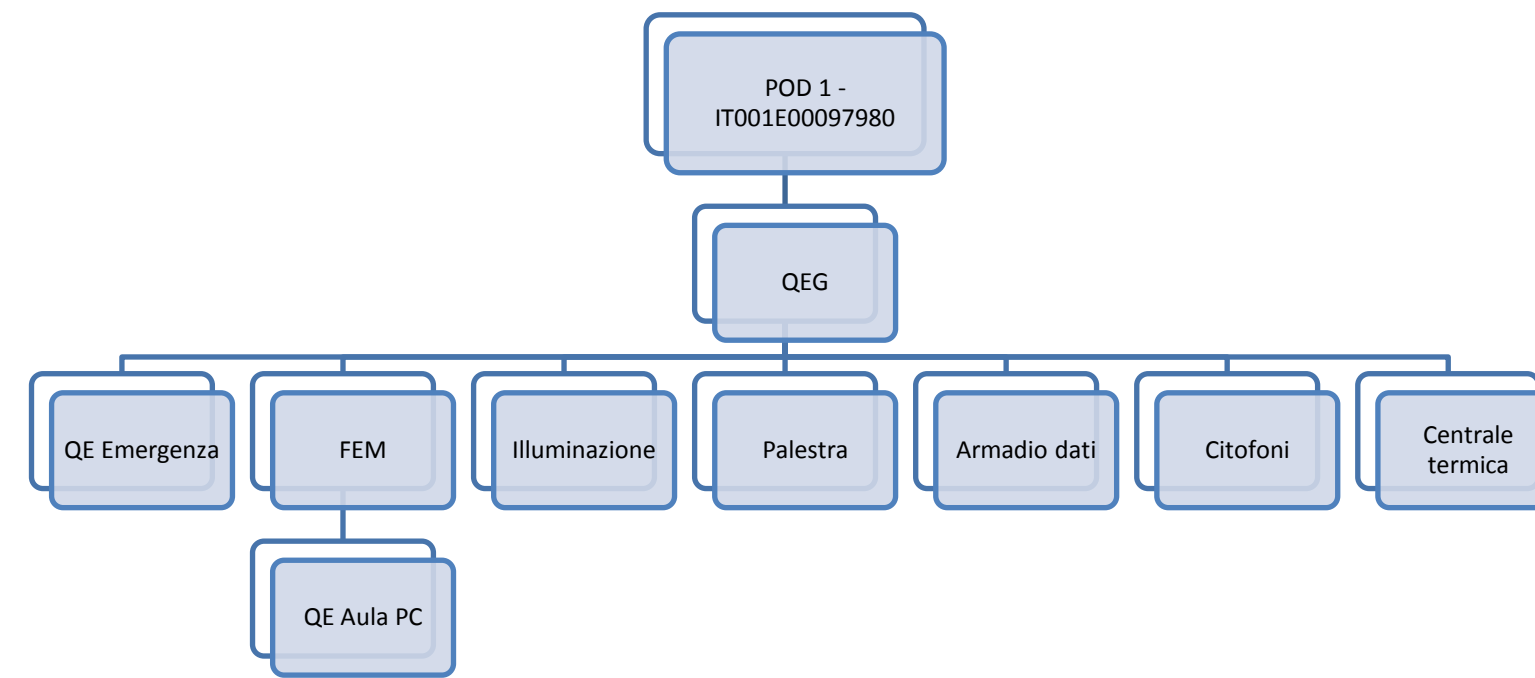 POD 1 -
IT001E00097980
QEG
QE Emergenza
FEM
Illuminazione
Palestra
Armadio dati
Citofoni
Centrale
termica
QE Aula PC